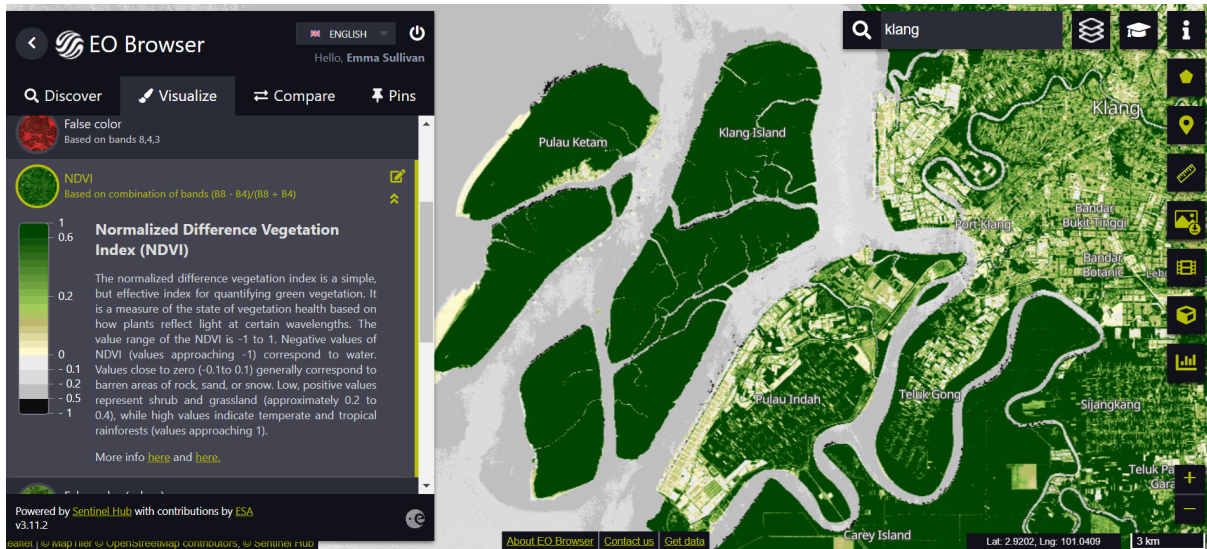 EO Browser
ENGLISH
Hello, Emma Sullivan
Discover
Visualize
Compare
Pins
False color
Based on bands 8,4,3
NDVI
Based on combination of bands (B8 - B4)/(B8 + B4)
1
0.6
0.2
0
- 0.1
- 0.2
- 0.5
- 1
Normalized Difference Vegetation
Index (NDVI)
The normalized difference vegetation index is a simple,
but effective index for quantifying green vegetation. It
is a measure of the state of vegetation health based on
how plants reflect light at certain wavelengths. The
value range of the NDVI is -1 to 1. Negative values of
NDVI (values approaching -1) correspond to water.
Values close to zero (-0.1to 0.1) generally correspond to
barren areas of rock, sand, or snow. Low, positive values
represent shrub and grassland (approximately 0.2 to
0.4), while high values indicate temperate and tropical
rainforests (values approaching 1).
More info here and here.
Powered by Sentinel Hub with contributions by ESA
v3.11.2
© MapTiler © OpenStreetMap contributors, © Sentinel Hub
klang
Klang
Pulau Ketam
Klang Island
Port Klang
Bandar
Bukit Tinggi
Bandar
Botanic
Pulau Indah
Teluk Gong
Sijangkang
Teluk
Carey Island
About EO Browser | Contact us | Get data
Lat: 2.9202, Lng: 101.0409
3 km